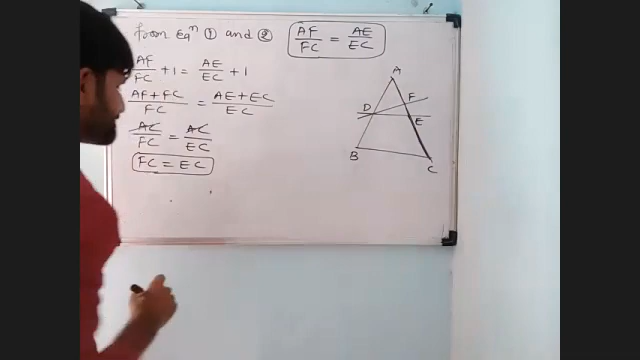 from Eqⁿ ① and ② AF/FC = AE/EC
AF/FC + 1 = AE/EC + 1
AF + FC/FC = AE + EC/EC
AC/FC = AC/EC
FC = EC
A
F
D
E
B
C